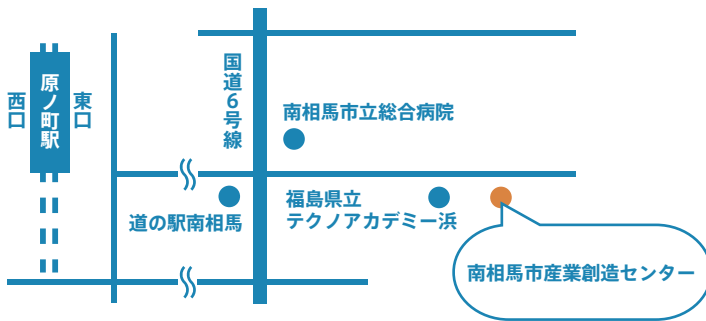 西口
原ノ町駅
東口
国道6号線
南相馬市立総合病院
道の駅南相馬
福島県立
テクノアカデミー浜
南相馬市産業創造センター